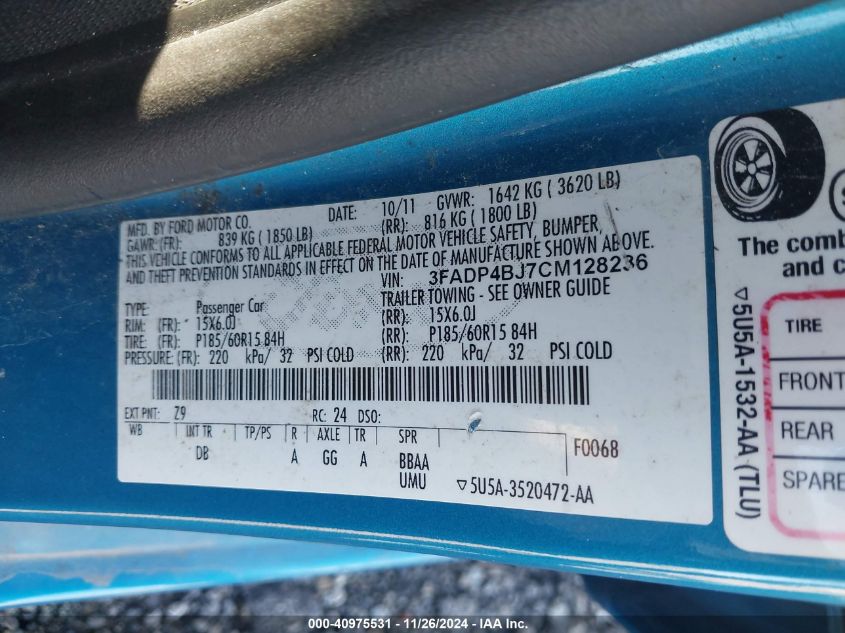 MFD. BY FORD MOTOR CO.
DATE: 10/11 GVWR: 1642 KG ( 3620 LB)
GAWR: (FR): 839 KG ( 1850 LB) (RR): 816 KG ( 1800 LB)
THIS VEHICLE CONFORMS TO ALL APPLICABLE FEDERAL MOTOR VEHICLE SAFETY, BUMPER,
AND THEFT PREVENTION STANDARDS IN EFFECT ON THE DATE OF MANUFACTURE SHOWN ABOVE.
VIN: 3FADP4BJ7CM128236
TYPE: Passenger Car TRAILER TOWING - SEE OWNER GUIDE
RIM: (FR): 15X6.0J (RR): 15X6.0J
TIRE: (FR): P185/60R15 84H (RR): P185/60R15 84H
PRESSURE: (FR): 220 kPa/ 32 PSI COLD (RR): 220 kPa/ 32 PSI COLD
EXT PNT: Z9 RC: 24 DSO:
WB INT TR TP/PS R AXLE TR SPR
DB A GG A BBAA F0068
UMU ▽5U5A-3520472-AA
The comb
and c
▽5U5A-1532-AA (TLU)
TIRE
FRONT
REAR
SPARE
000-40975531 - 11/26/2024 - IAA Inc.